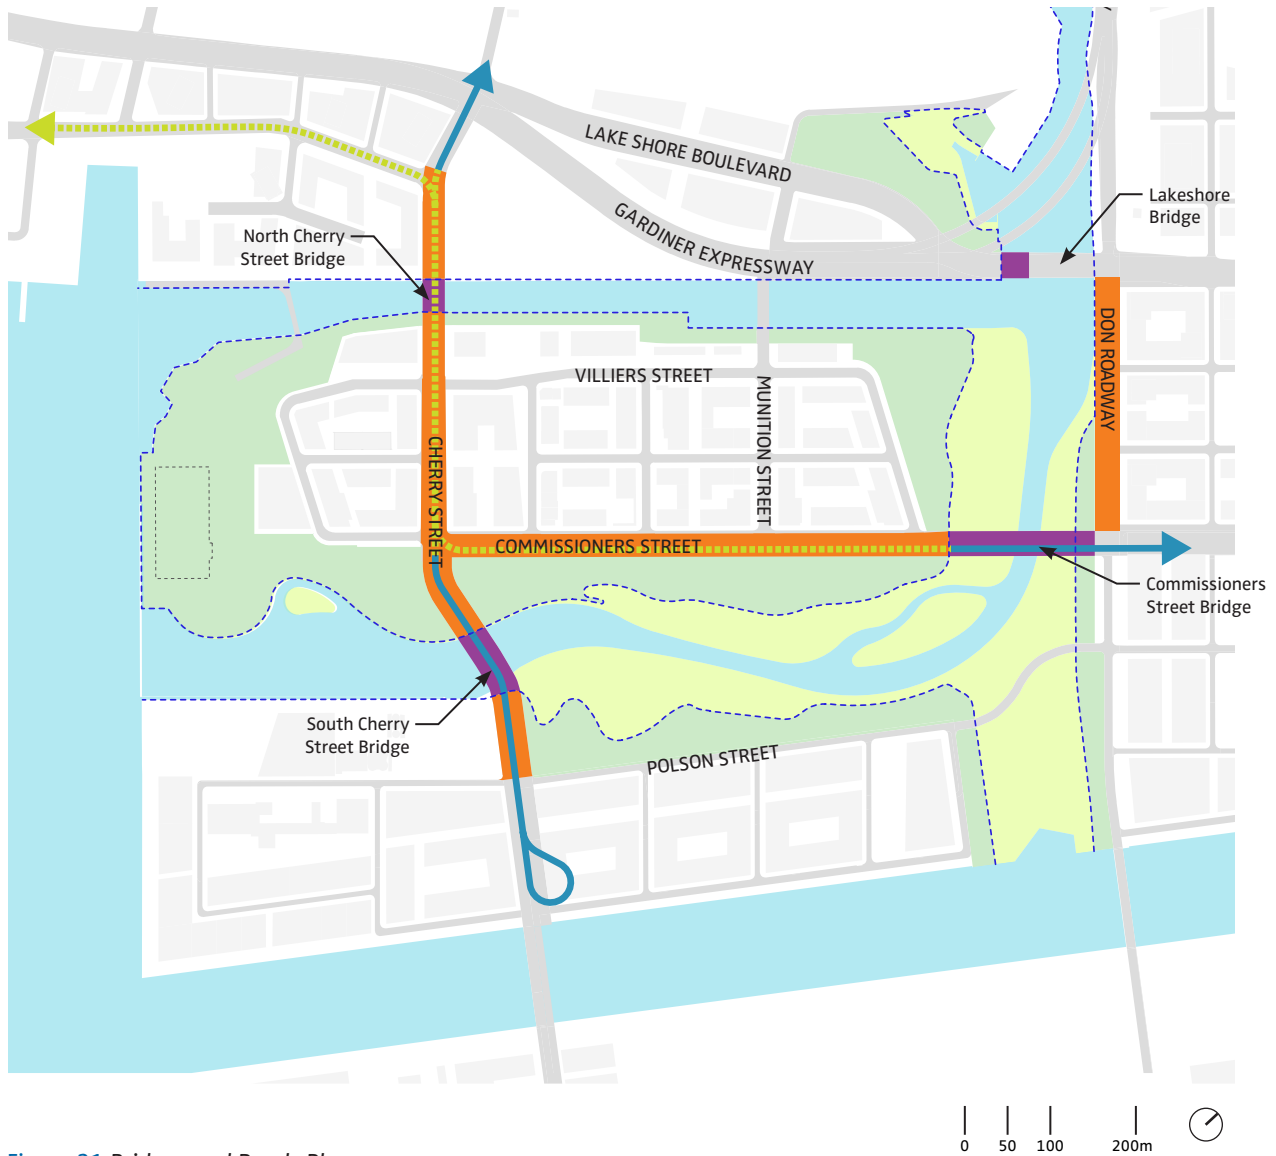 LAKE SHORE BOULEVARD
GARDINER EXPRESSWAY
Lakeshore
Bridge
North Cherry
Street Bridge
DON ROADWAY
VILLIERS STREET
MUNITION STREET
CHERRY STREET
COMMISSIONERS STREET
Commissioners
Street Bridge
South Cherry
Street Bridge
POLSON STREET
0 50 100 200m